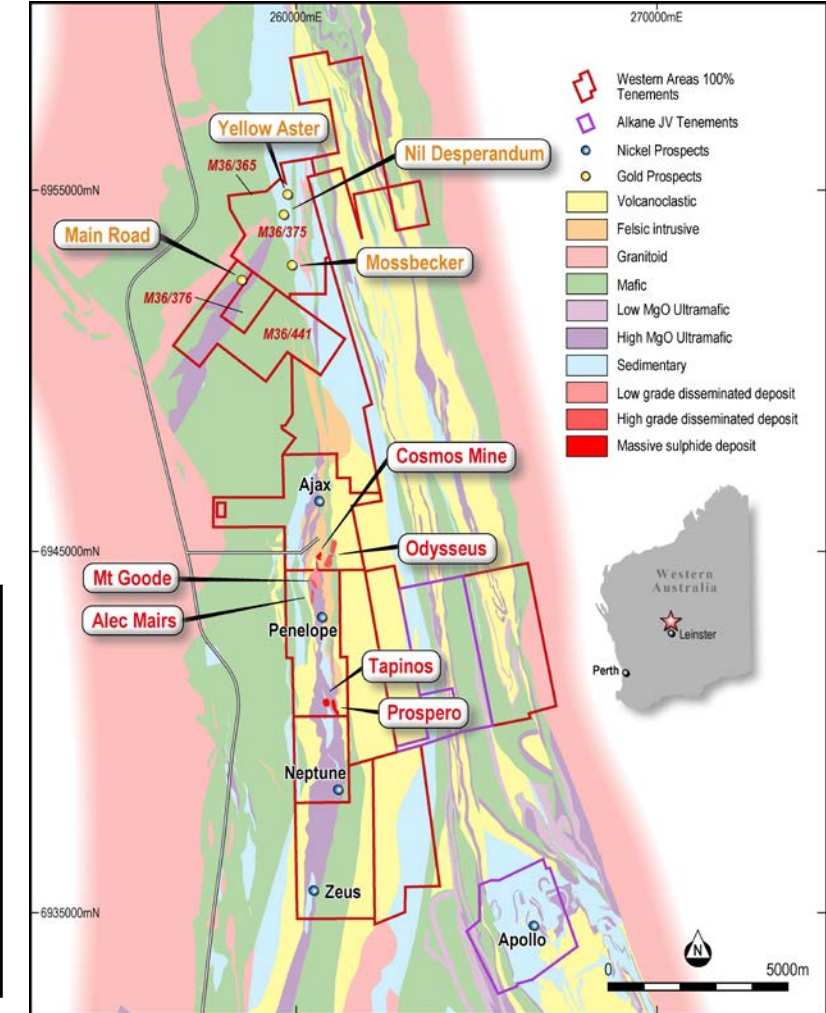 260000mE
270000mE
Western Areas 100%
Tenements
Alkane JV Tenements
Nickel Prospects
Gold Prospects
Volcanoclastic
Felsic intrusive
Granitoid
Mafic
Low MgO Ultramafic
High MgO Ultramafic
Sedimentary
Low grade disseminated deposit
High grade disseminated deposit
Massive sulphide deposit
Yellow Aster
Nil Desperandum
M36/365
6955000mN
M36/375
Main Road
Mossbecker
M36/376
M36/441
Cosmos Mine
Ajax
6945000mN
Odysseus
Mt Goode
Alec Mairs
Penelope
Tapinos
Prospero
Neptune
Zeus
6935000mN
Apollo
Western
Australia
Leinster
Perth
N
0
5000m